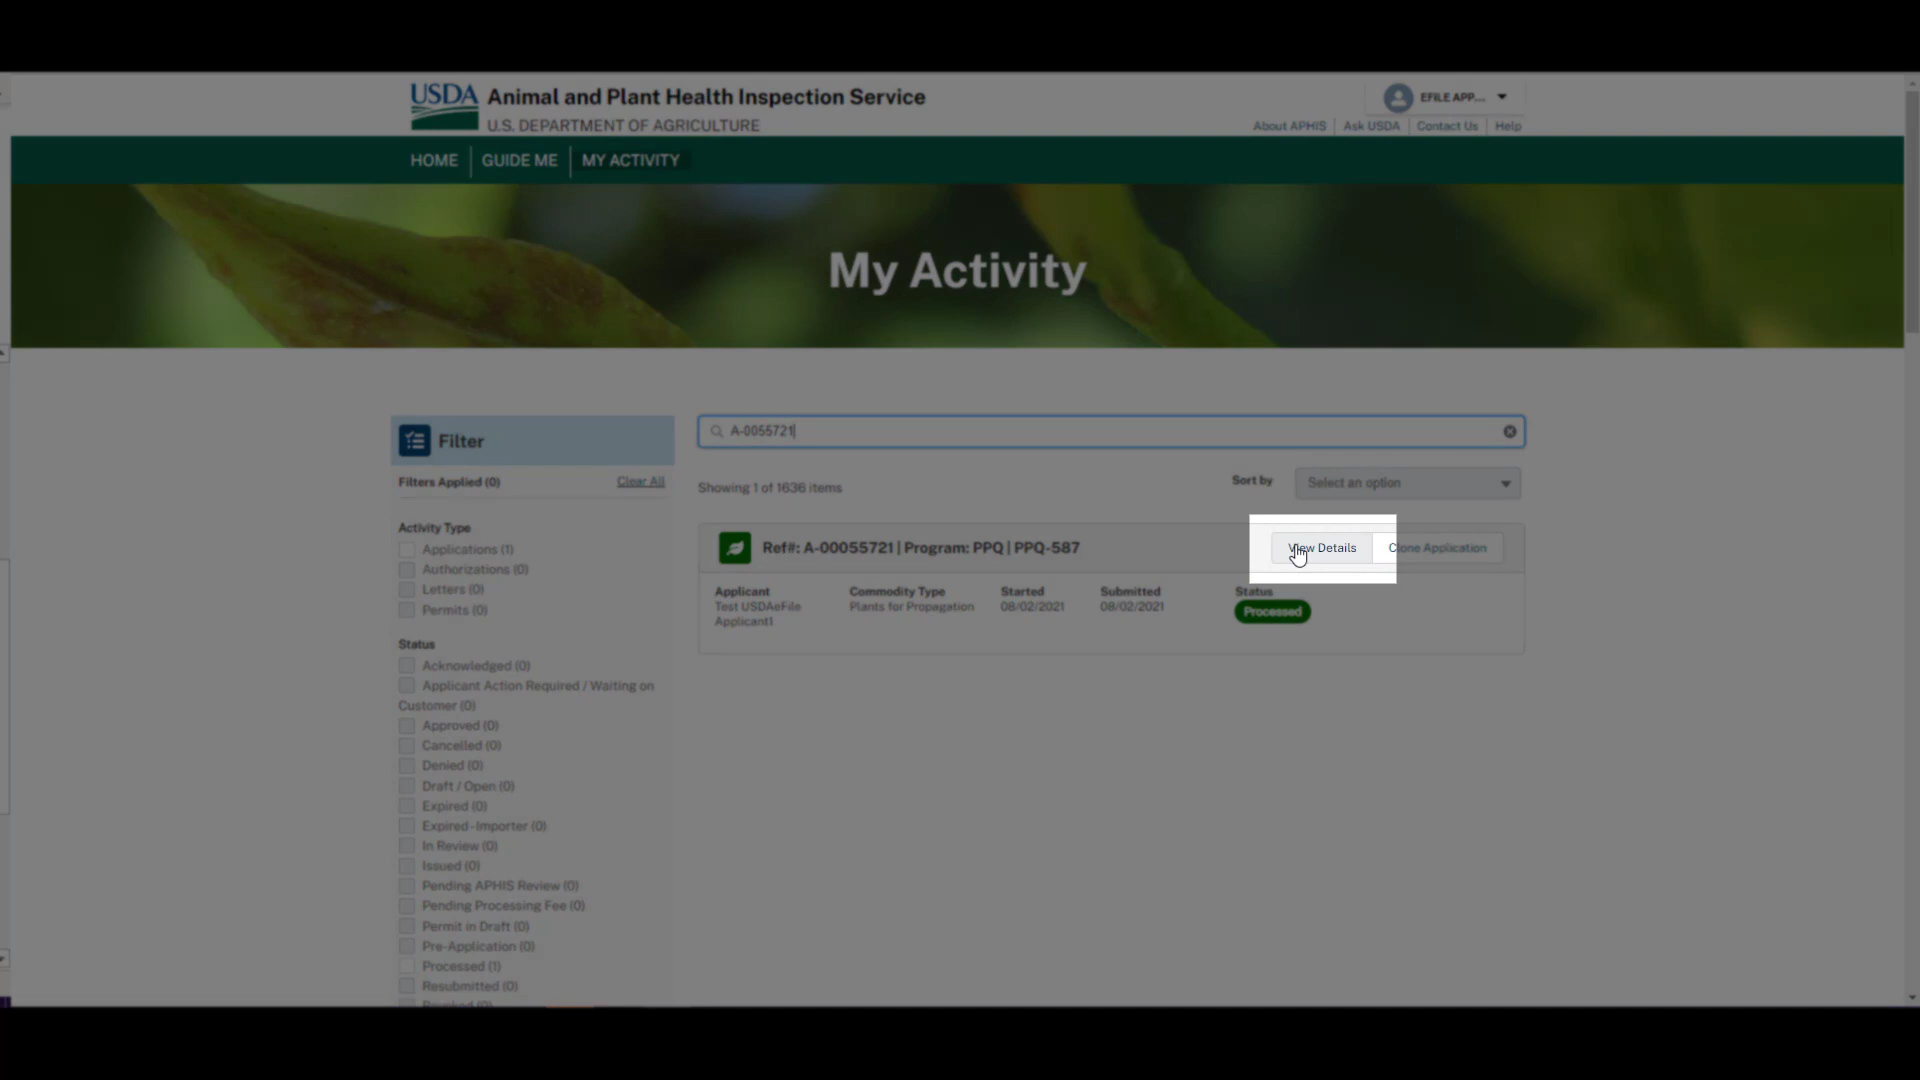 USDA
Animal and Plant Health Inspection Service
U.S. DEPARTMENT OF AGRICULTURE
EFILE APP...
About APHIS
Ask USDA
Contact Us
Help
HOME
GUIDE ME
MY ACTIVITY
My Activity
Filter
Filters Applied (0)
Clear All
Activity Type
Applications (1)
Authorizations (0)
Letters (0)
Permits (0)
Status
Acknowledged (0)
Applicant Action Required / Waiting on
Customer (0)
Approved (0)
Cancelled (0)
Denied (0)
Draft / Open (0)
Expired (0)
Expired - Importer (0)
In Review (0)
Issued (0)
Pending APHIS Review (0)
Pending Processing Fee (0)
Permit in Draft (0)
Pre-Application (0)
Processed (1)
Resubmitted (0)
Revoked (0)
A-0055721
Showing 1 of 1636 items
Sort by
Select an option
Ref#: A-00055721 | Program: PPQ | PPQ-587
View Details
Clone Application
Applicant
Test USDAeFile
Applicant1
Commodity Type
Plants for Propagation
Started
08/02/2021
Submitted
08/02/2021
Status
Processed